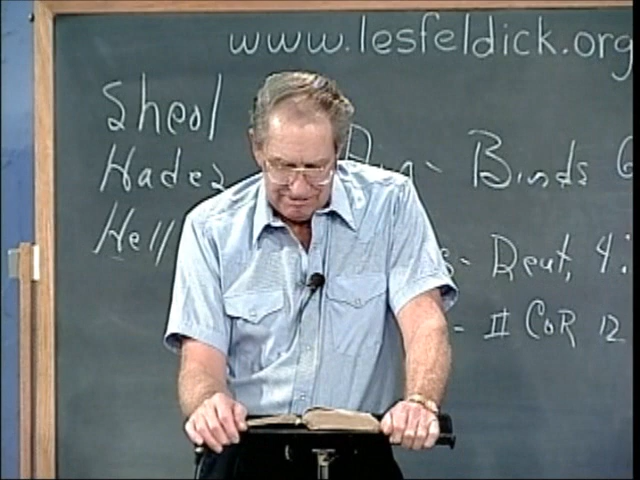 www.lesfeldick.org
Sheol
Hades Binds
Hell - Deut, 4:
- II COR 12